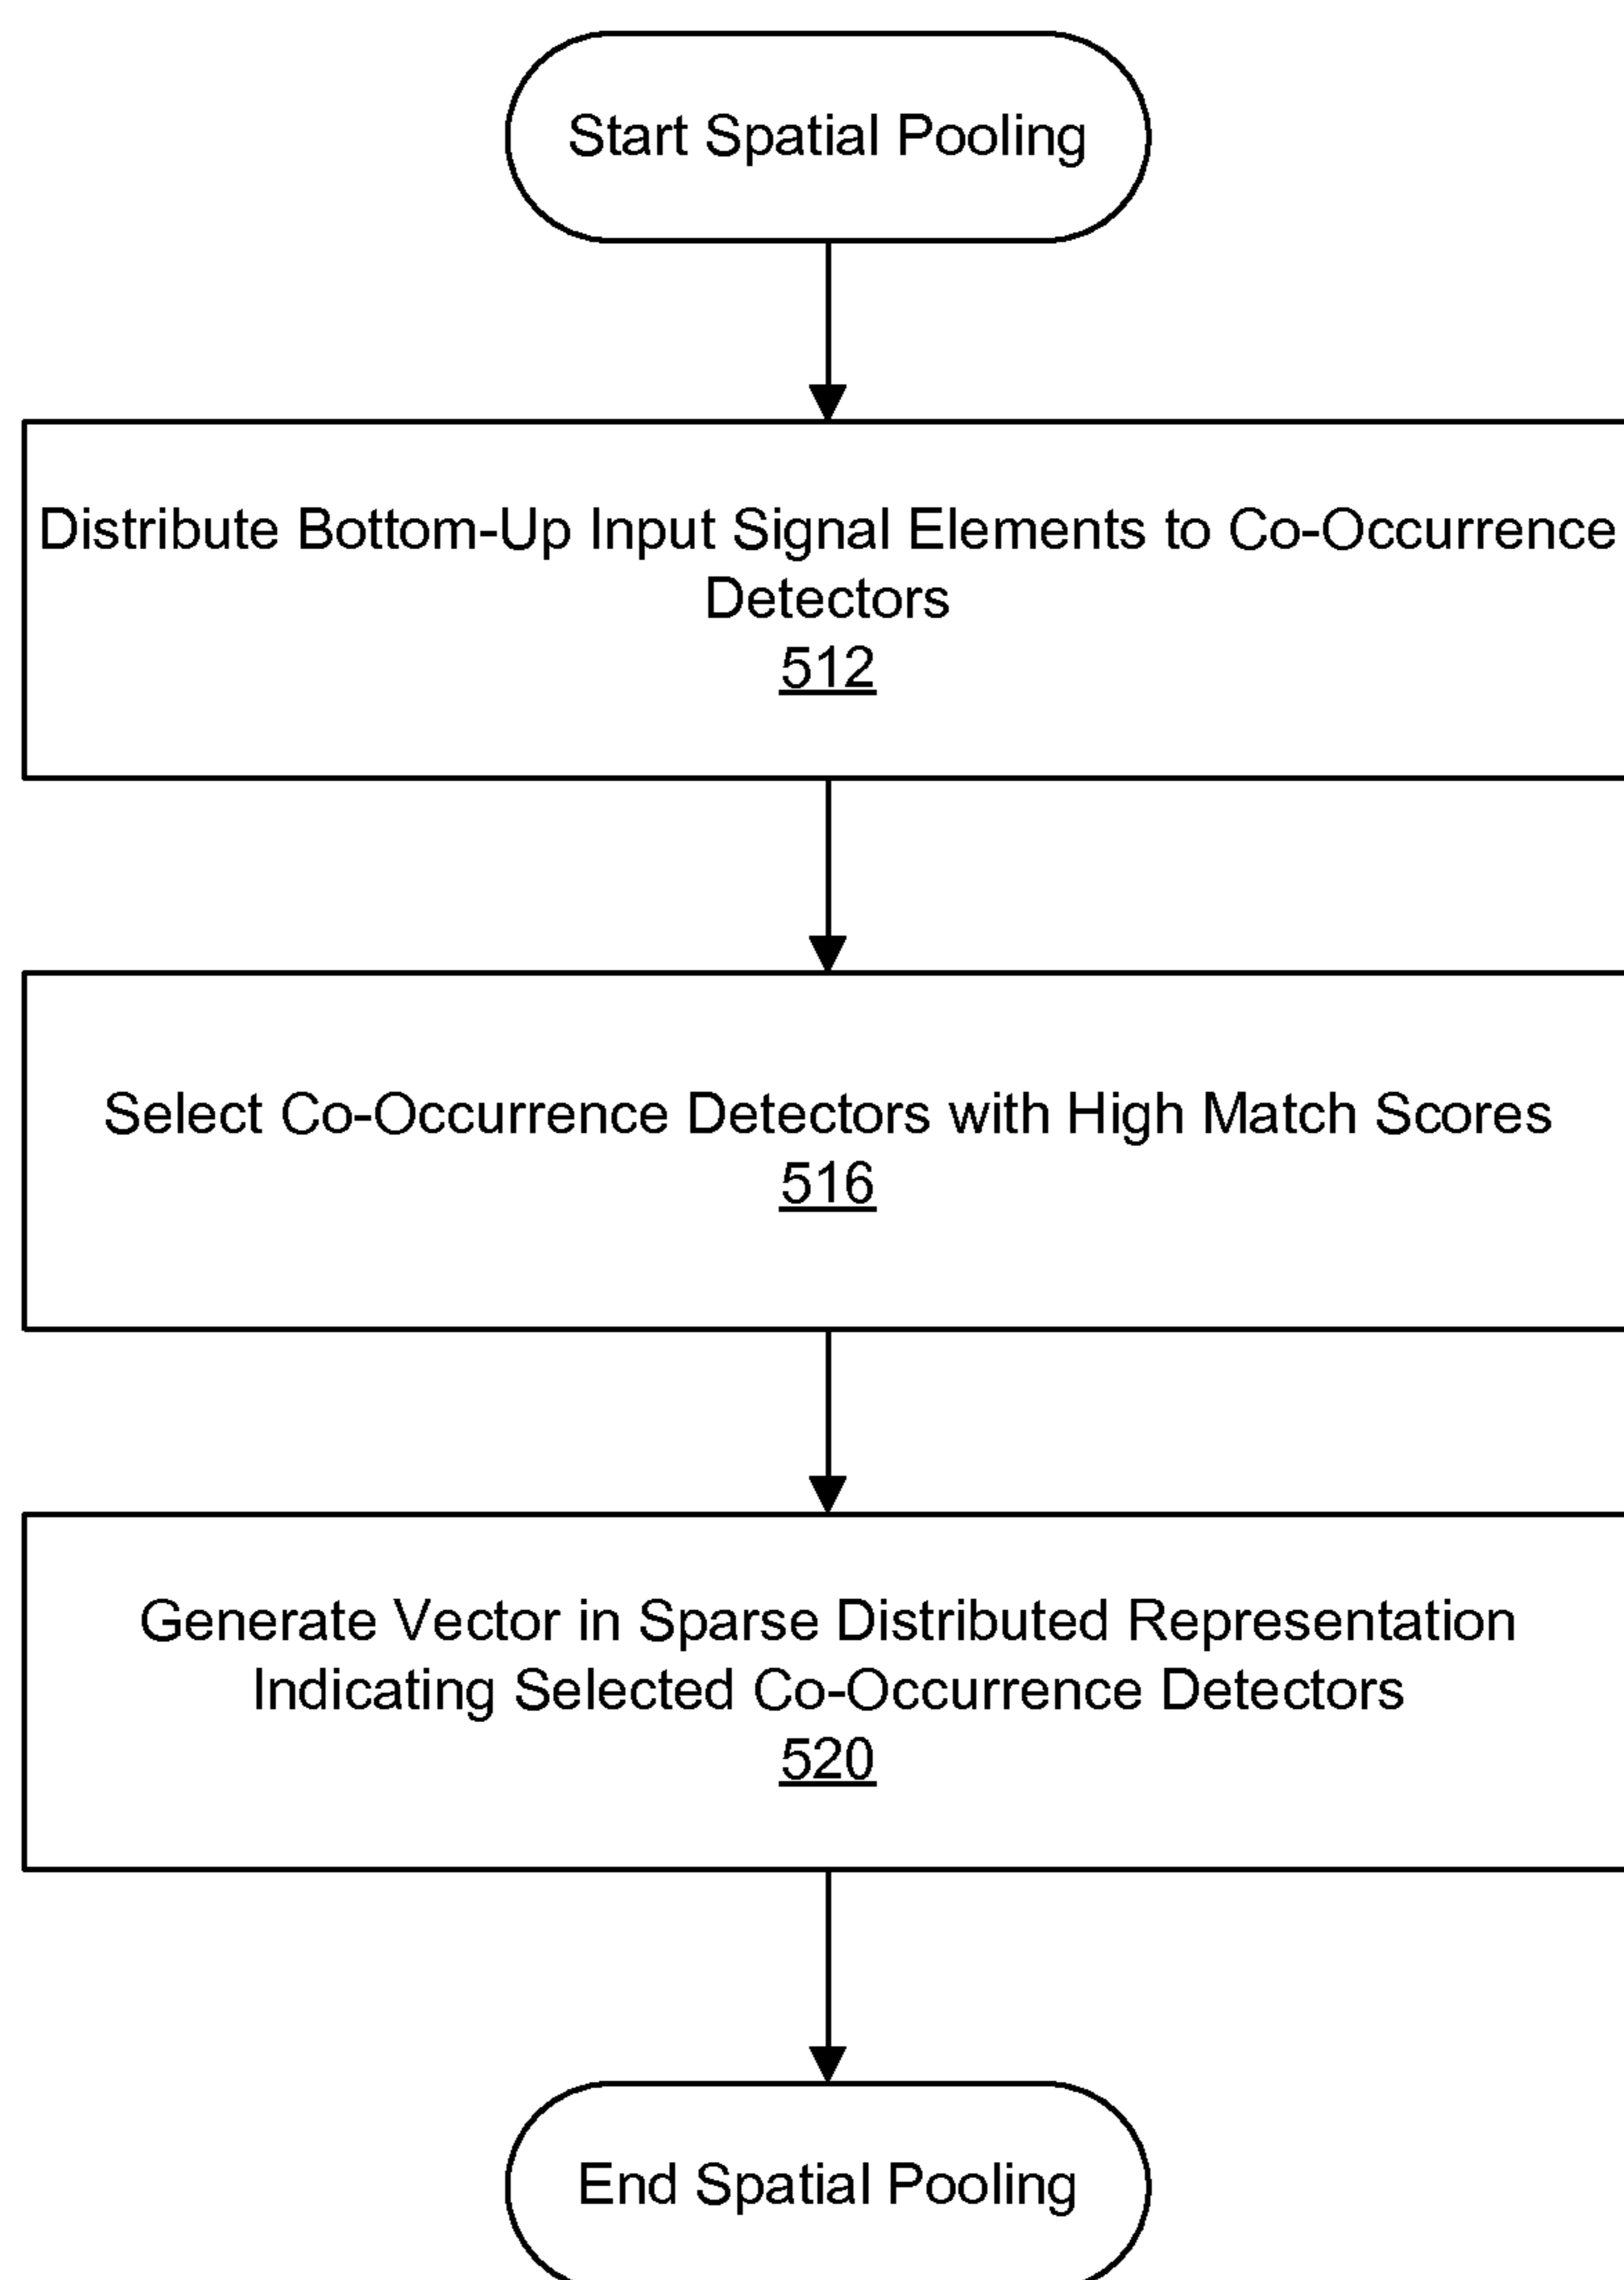 Start Spatial Pooling
Distribute Bottom-Up Input Signal Elements to Co-Occurrence
Detectors
512
Select Co-Occurrence Detectors with High Match Scores
516
Generate Vector in Sparse Distributed Representation
Indicating Selected Co-Occurrence Detectors
520
End Spatial Pooling